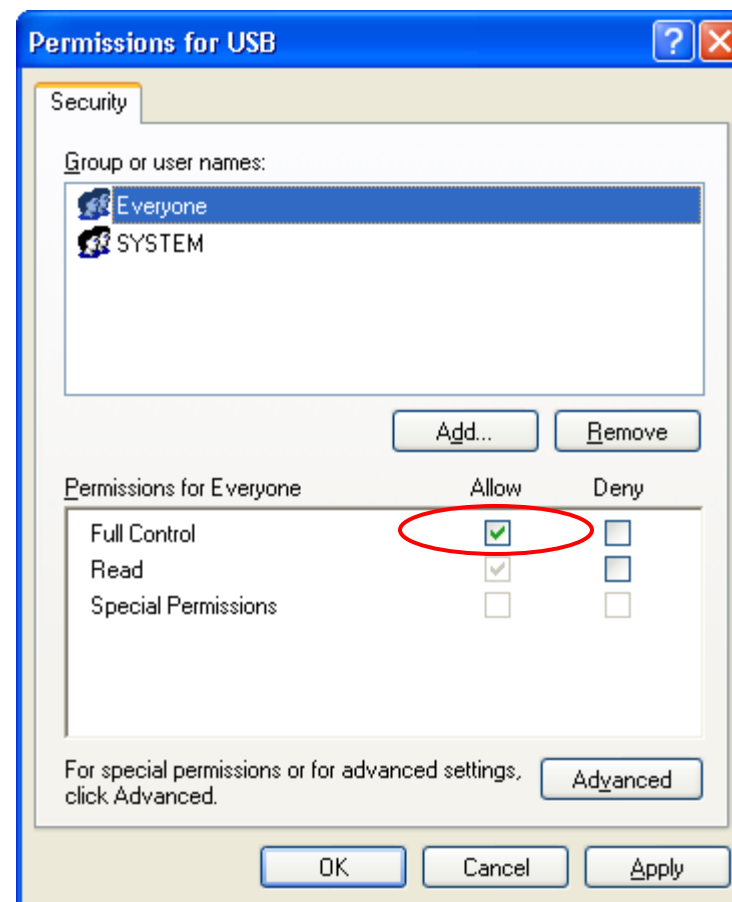 Permissions for USB
Security
Group or user names:
Everyone
SYSTEM
Add... Remove
Permissions for Everyone Allow Deny
Full Control
Read
Special Permissions
For special permissions or for advanced settings, Advanced
click Advanced.
OK Cancel Apply